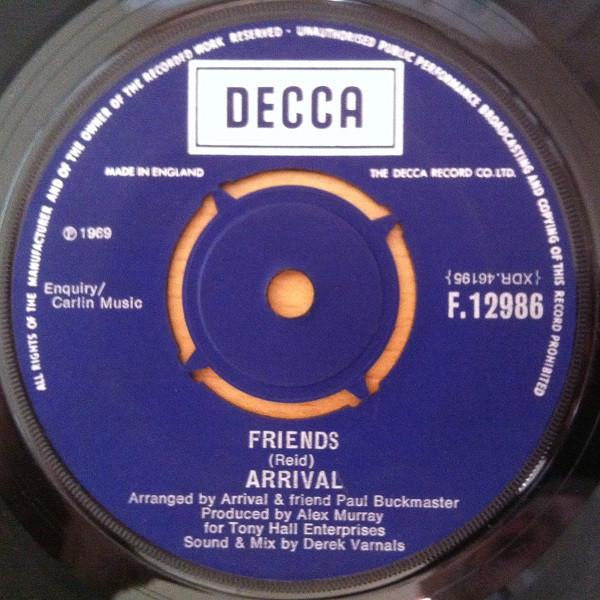 ALL RIGHTS OF THE MANUFACTURER AND OF THE OWNER OF THE RECORDED WORK RESERVED - UNAUTHORISED PUBLIC PERFORMANCE BROADCASTING AND COPYING OF THIS RECORD PROHIBITED
DECCA
MADE IN ENGLAND
THE DECCA RECORD CO. LTD.
℗ 1969
Enquiry/
Carlin Music
{XDR.46195}
F.12986
FRIENDS
(Reid)
ARRIVAL
Arranged by Arrival & friend Paul Buckmaster
Produced by Alex Murray
for Tony Hall Enterprises
Sound & Mix by Derek Varnals